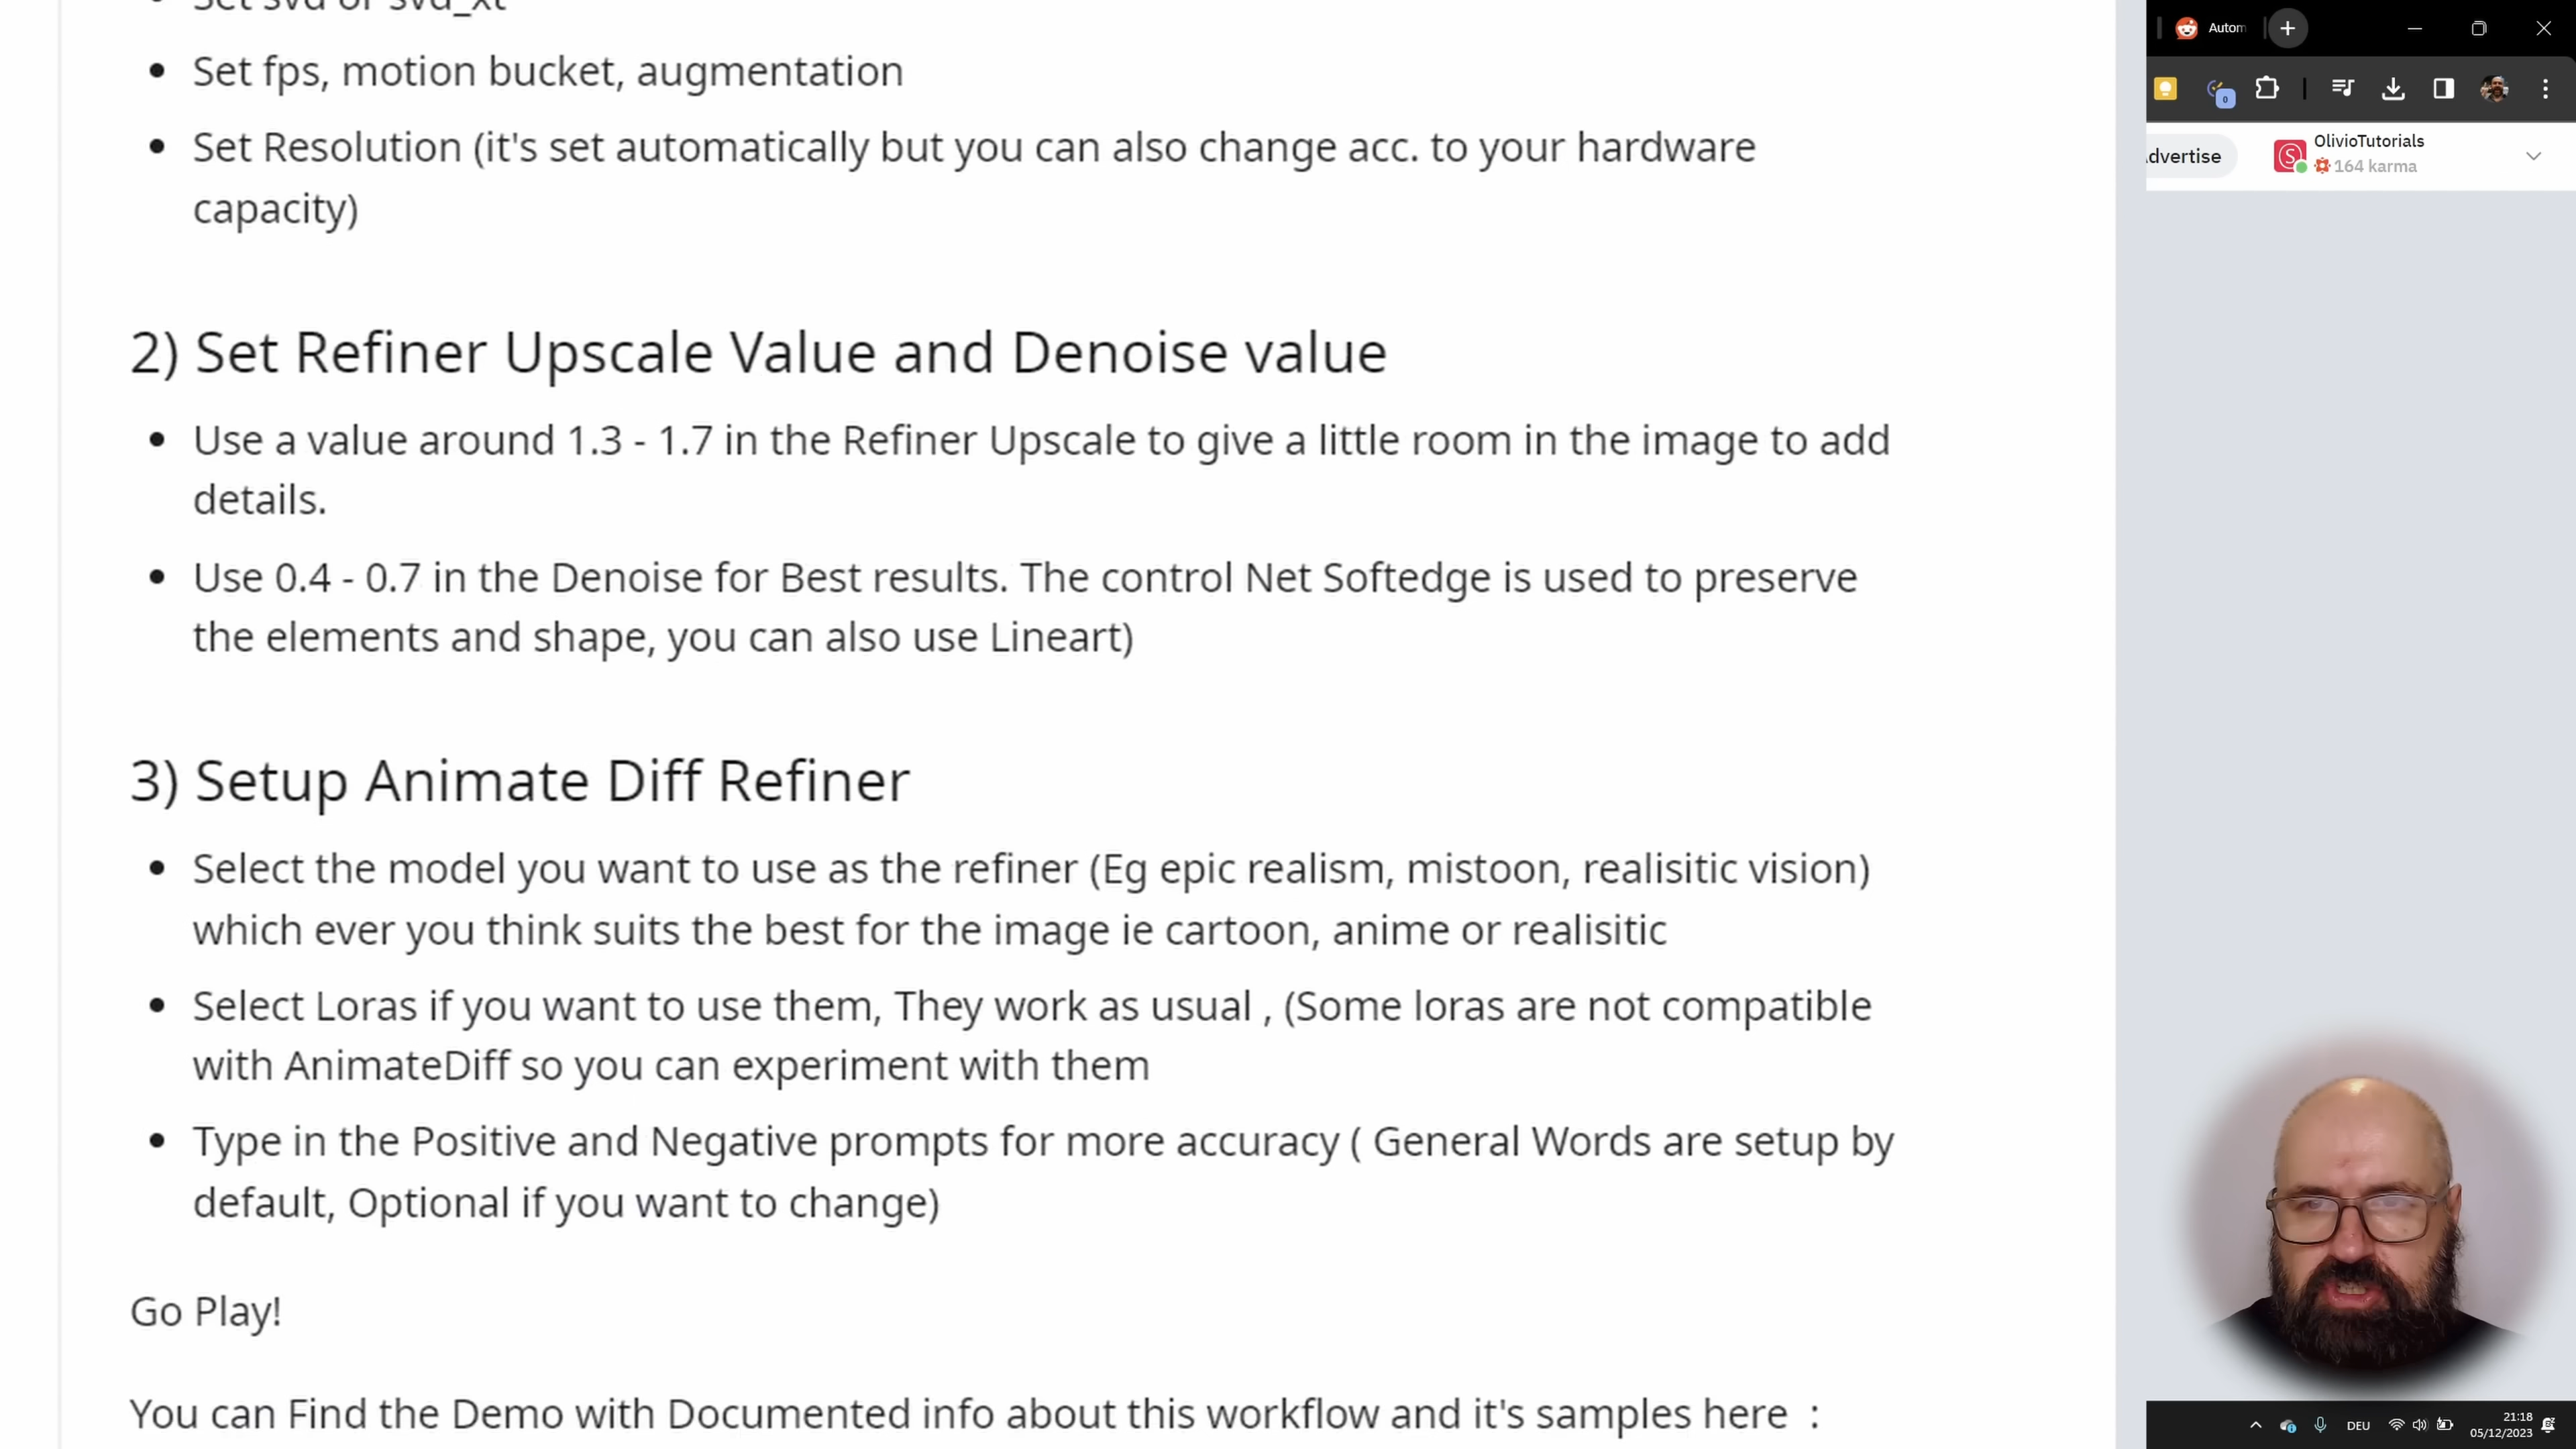 Set svd or svd_xt
Set fps, motion bucket, augmentation
Set Resolution (it's set automatically but you can also change acc. to your hardware
capacity)
2) Set Refiner Upscale Value and Denoise value
Use a value around 1.3 - 1.7 in the Refiner Upscale to give a little room in the image to add
details.
Use 0.4 - 0.7 in the Denoise for Best results. The control Net Softedge is used to preserve
the elements and shape, you can also use Lineart)
3) Setup Animate Diff Refiner
Select the model you want to use as the refiner (Eg epic realism, mistoon, realisitic vision)
which ever you think suits the best for the image ie cartoon, anime or realisitic
Select Loras if you want to use them, They work as usual , (Some loras are not compatible
with AnimateDiff so you can experiment with them
Type in the Positive and Negative prompts for more accuracy ( General Words are setup by
default, Optional if you want to change)
Go Play!
You can Find the Demo with Documented info about this workflow and it's samples here :
Autom
0
dvertise
OlivioTutorials
164 karma
DEU
21:18
05/12/2023